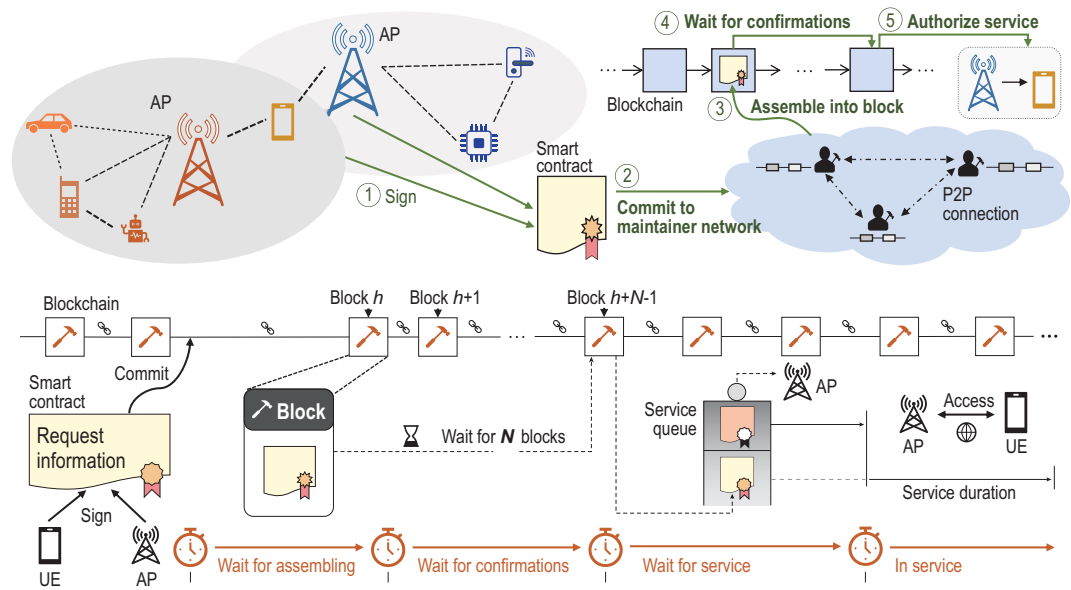 AP
AP
① Sign
Smart
contract
②
Commit to
maintainer network
③ Assemble into block
④ Wait for confirmations
⑤ Authorize service
Blockchain
P2P
connection
Blockchain
Block h
Block h+1
Block h+N-1
Commit
Smart
contract
Request
information
Sign
UE
AP
Block
Wait for N blocks
Service
queue
AP
AP
Access
UE
Service duration
Wait for assembling
Wait for confirmations
Wait for service
In service